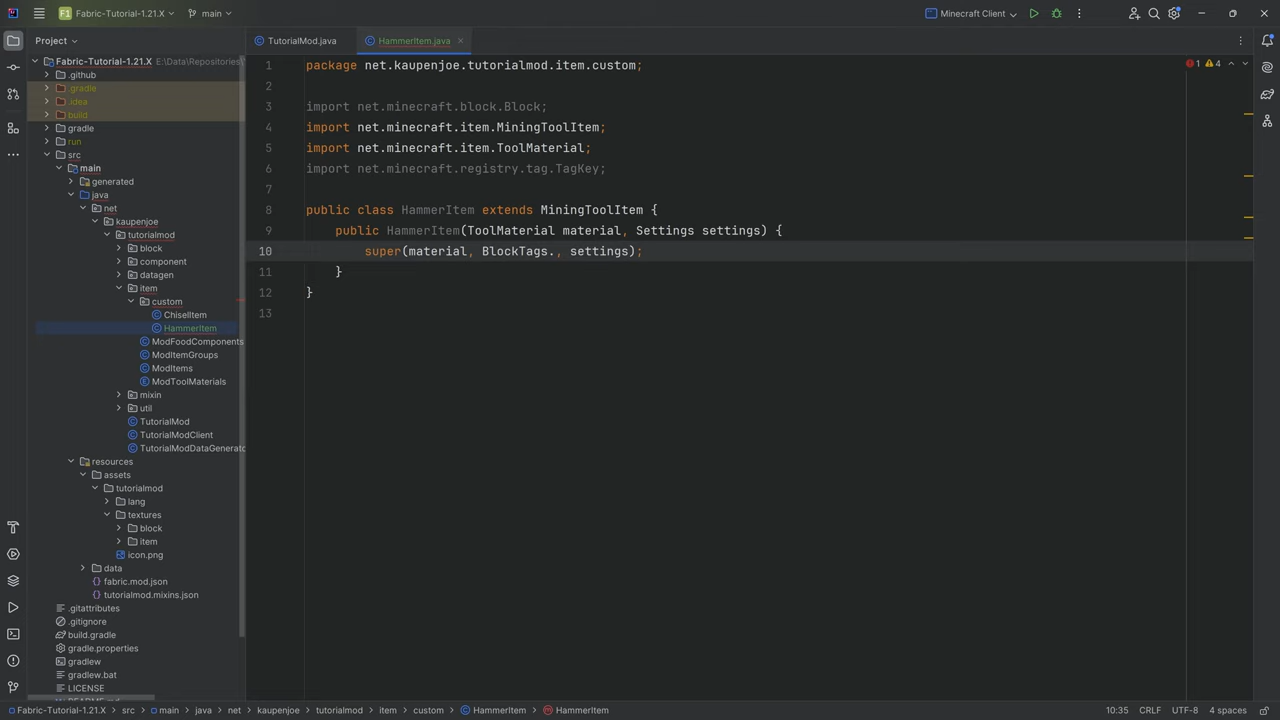 F1 Fabric-Tutorial-1.21.X main Minecraft Client
Project
TutorialMod.java HammerItem.java
Fabric-Tutorial-1.21.X E:\Data\Repositories\
.github
.gradle
.idea
build
gradle
run
src
main
generated
java
net
kaupenjoe
tutorialmod
block
component
datagen
item
custom
ChiselItem
HammerItem
ModFoodComponents
ModItemGroups
ModItems
ModToolMaterials
mixin
util
TutorialMod
TutorialModClient
TutorialModDataGenerato
resources
assets
tutorialmod
lang
textures
block
item
icon.png
data
fabric.mod.json
tutorialmod.mixins.json
.gitattributes
.gitignore
build.gradle
gradle.properties
gradlew
gradlew.bat
LICENSE
1 package net.kaupenjoe.tutorialmod.item.custom;
1 4
2
3 import net.minecraft.block.Block;
4 import net.minecraft.item.MiningToolItem;
5 import net.minecraft.item.ToolMaterial;
6 import net.minecraft.registry.tag.TagKey;
7
8 public class HammerItem extends MiningToolItem {
9 public HammerItem(ToolMaterial material, Settings settings) {
10 super(material, BlockTags., settings);
11 }
12 }
13
Fabric-Tutorial-1.21.X src main java net kaupenjoe tutorialmod item custom HammerItem HammerItem 10:35 CRLF UTF-8 4 spaces